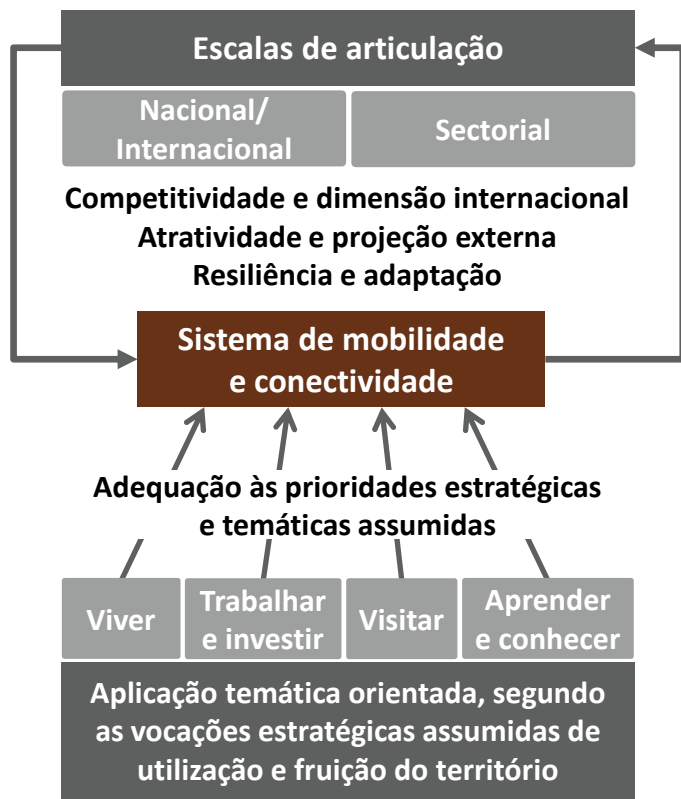 Escalas de articulação
Nacional/
Internacional
Sectorial
Competitividade e dimensão internacional
Atratividade e projeção externa
Resiliência e adaptação
Sistema de mobilidade
e conectividade
Adequação às prioridades estratégicas
e temáticas assumidas
Viver
Trabalhar
e investir
Visitar
Aprender
e conhecer
Aplicação temática orientada, segundo
as vocações estratégicas assumidas de
utilização e fruição do território